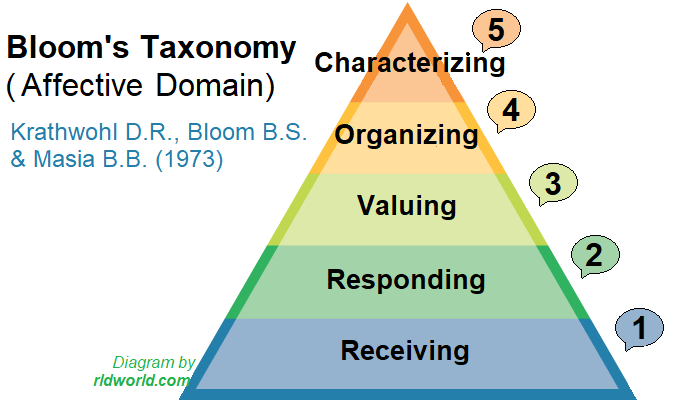 Bloom's Taxonomy
( Affective Domain)
Krathwohl D.R., Bloom B.S.
& Masia B.B. (1973)
5
Characterizing
4
Organizing
3
Valuing
2
Responding
1
Receiving
Diagram by
rldworld.com